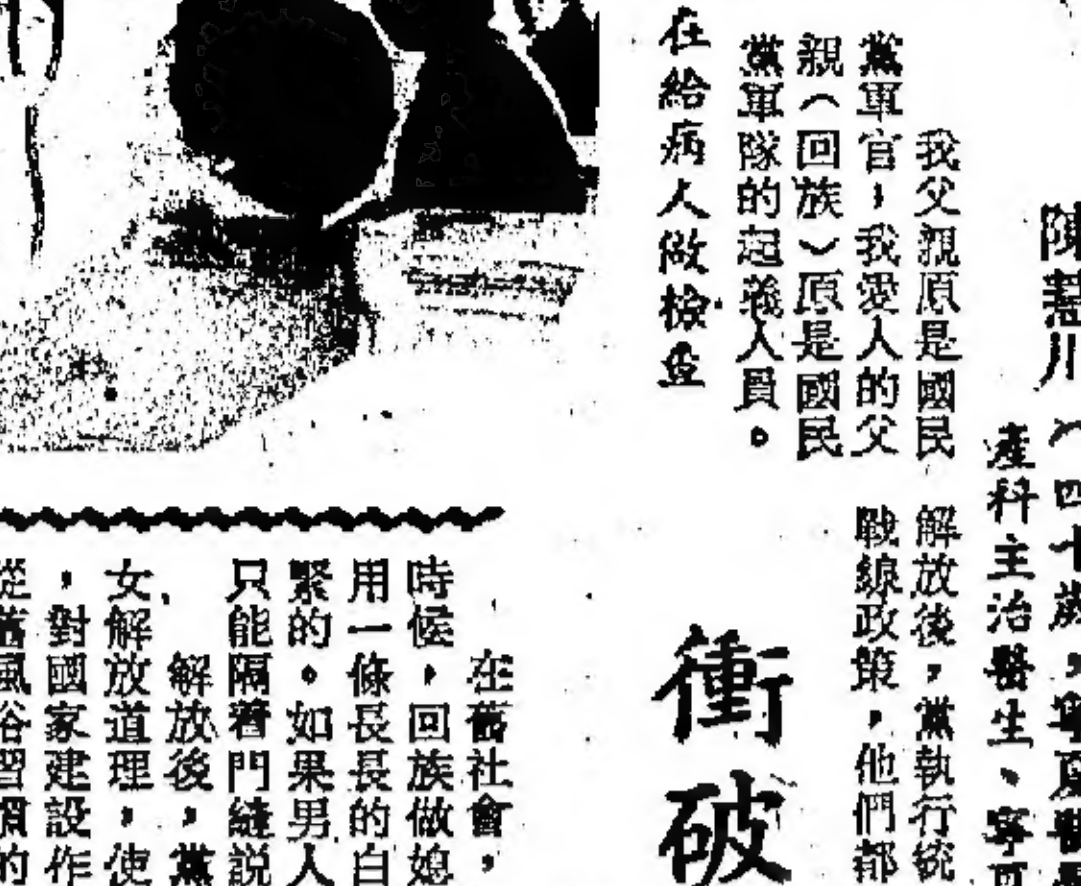 陳慧川（四十歲，寧夏醫
產科主治醫生、寧夏
我父親原是國民
黨軍官，我愛人的父
親（回族）原是國民
黨軍隊的起義人員。
解放後，黨執行統
戰線政策，他們都
在給病人做檢查
衝破
在舊社會，
時候，回族做媳
用一條長長的白
緊的。如果男人
只能隔着門縫說
解放後，黨
女解放道理，使
，對國家建設作
從舊風俗習慣的